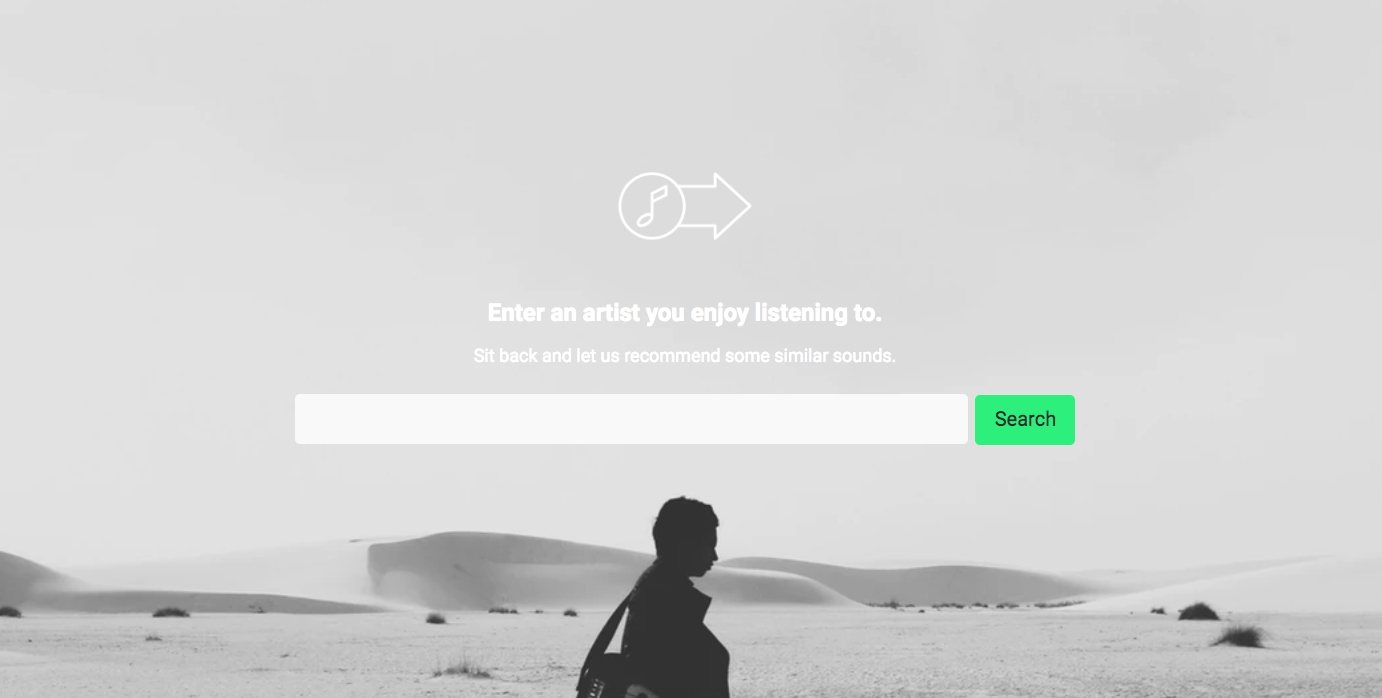 Enter an artist you enjoy listening to.
Sit back and let us recommend some similar sounds.
Search